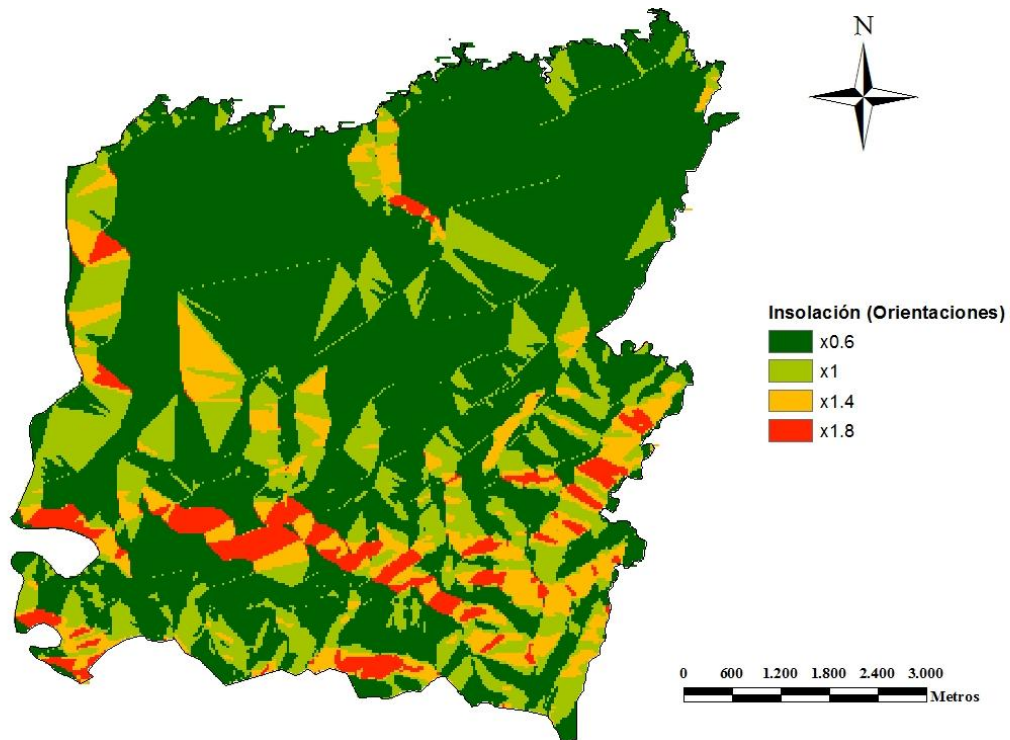 N
Insolación (Orientaciones)
x0.6
x1
x1.4
x1.8
0 600 1.200 1.800 2.400 3.000
Metros